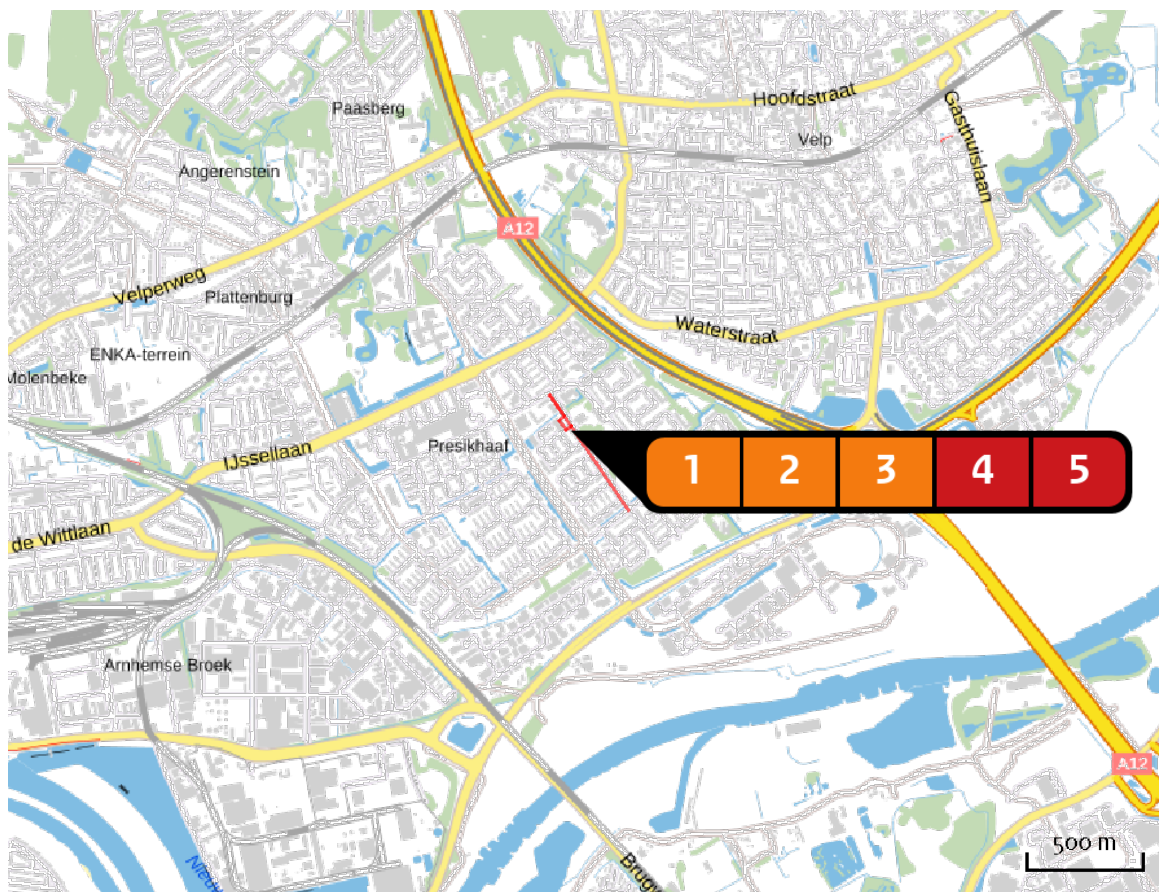 Hoofdstraat
Paasberg
Velp
Gasthuislaan
Angerenstein
A12
Velperweg
Plattenburg
Waterstraat
ENKA-terrein
Molenbeke
Presikhaaf
IJssellaan
1 2 3 4 5
de Wittlaan
Arnhemse Broek
A12
500 m